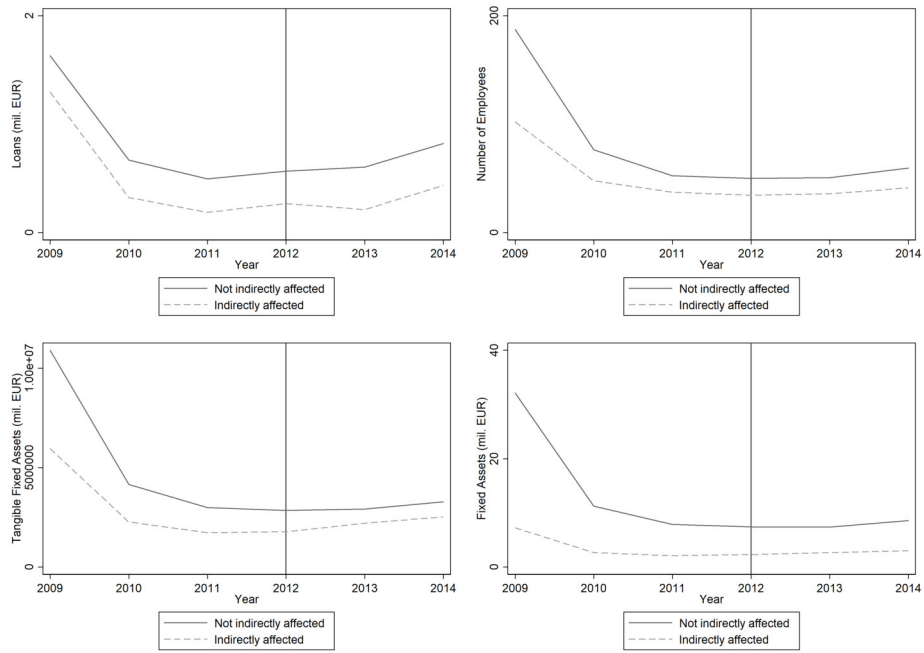 Loans (mil. EUR)
2
0
2009 2010 2011 2012 2013 2014
Year
Not indirectly affected
Indirectly affected
Number of Employees
200
0
2009 2010 2011 2012 2013 2014
Year
Not indirectly affected
Indirectly affected
Tangible Fixed Assets (mil. EUR)
1.00e+07
5000000
0
2009 2010 2011 2012 2013 2014
Year
Not indirectly affected
Indirectly affected
Fixed Assets (mil. EUR)
40
20
0
2009 2010 2011 2012 2013 2014
Year
Not indirectly affected
Indirectly affected